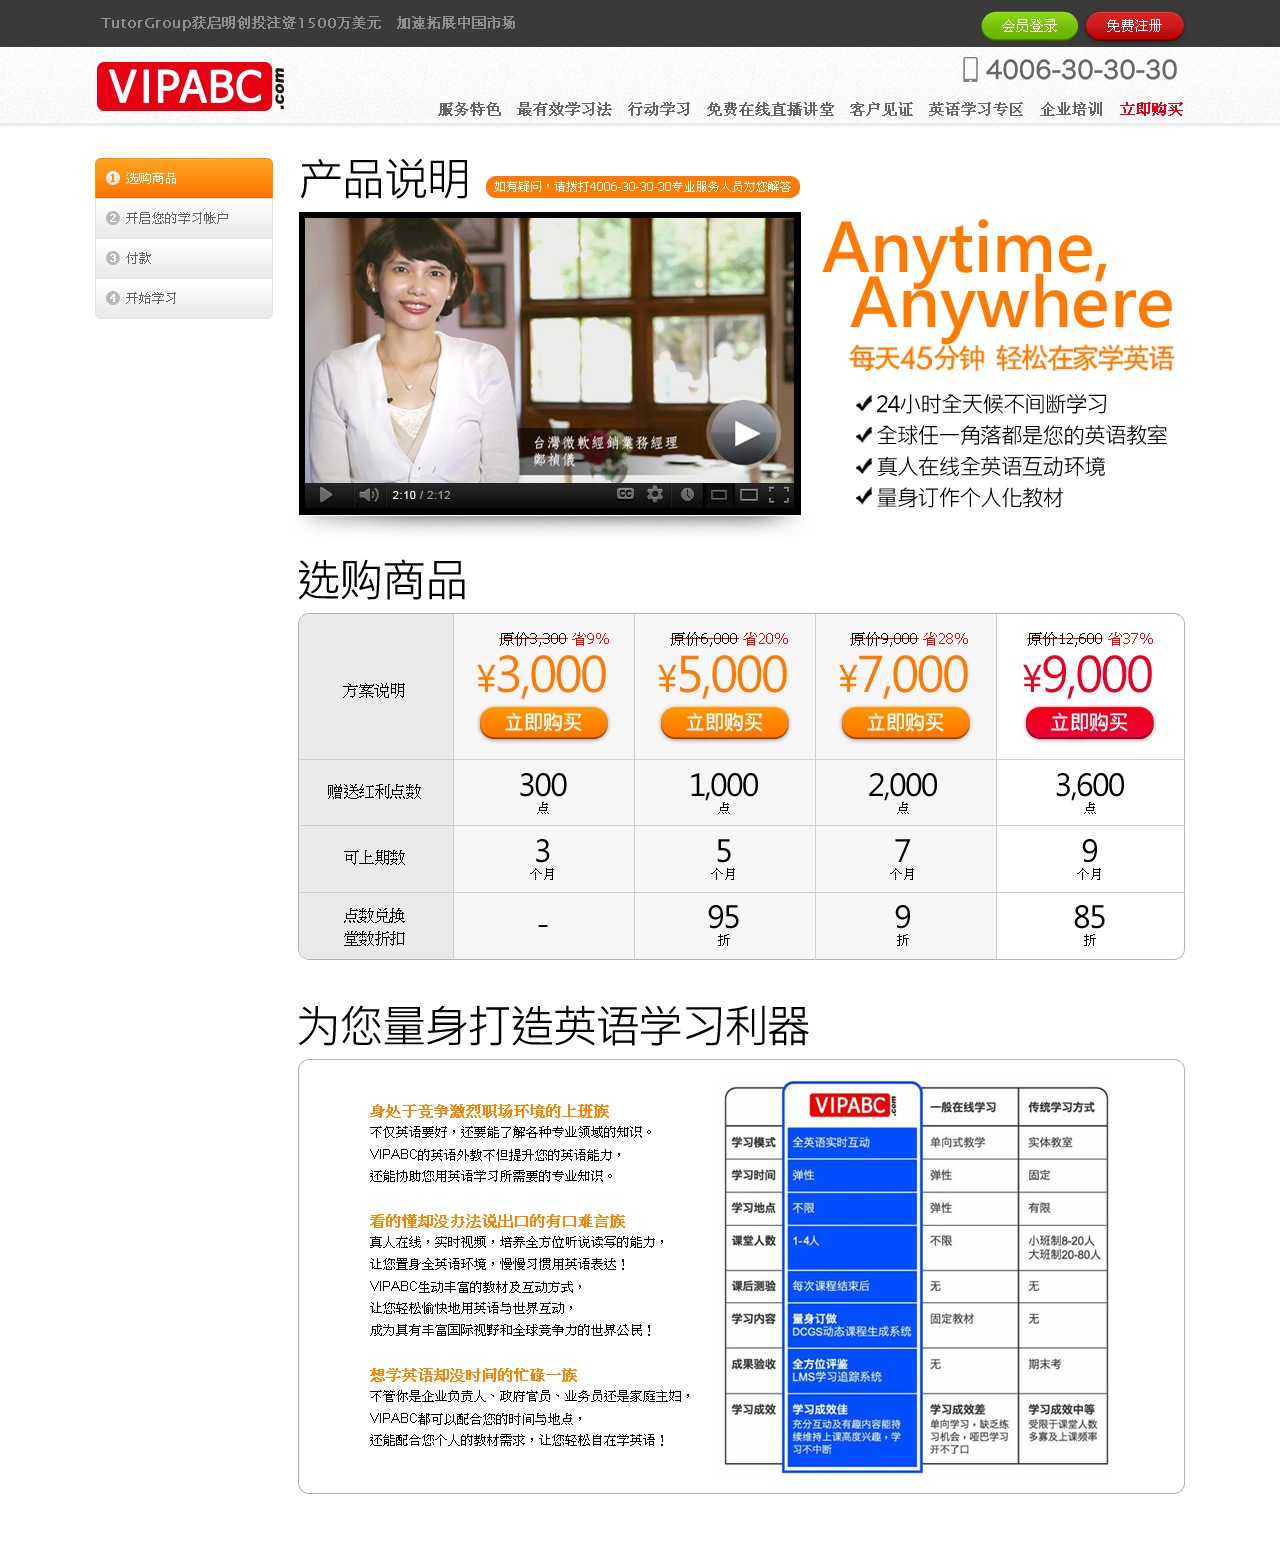 TutorGroup获启明创投注资1500万美元 加速拓展中国市场
会员登录
免费注册
VIPABC.com
4006-30-30-30
服务特色 最有效学习法 行动学习 免费在线直播讲堂 客户见证 英语学习专区 企业培训 立即购买
1 选购商品
2 开启您的学习帐户
3 付款
4 开始学习
产品说明
如有疑问，请拨打4006-30-30-30专业服务人员为您解答
台灣微軟經銷業務經理
鄭禎儀
2:10 / 2:12
CC
Anytime,
Anywhere
每天45分钟 轻松在家学英语
24小时全天候不间断学习
全球任一角落都是您的英语教室
真人在线全英语互动环境
量身订作个人化教材
选购商品
方案说明
原价3,300 省9%
¥3,000
立即购买
原价6,000 省20%
¥5,000
立即购买
原价9,000 省28%
¥7,000
立即购买
原价12,600 省37%
¥9,000
立即购买
赠送红利点数
300
点
1,000
点
2,000
点
3,600
点
可上期数
3
个月
5
个月
7
个月
9
个月
点数兑换
堂数折扣
-
95
折
9
折
85
折
为您量身打造英语学习利器
身处于竞争激烈职场环境的上班族
不仅英语要好，还要能了解各种专业领域的知识。
VIPABC的英语外教不但提升您的英语能力，
还能协助您用英语学习所需要的专业知识。
看的懂却没办法说出口的有口难言族
真人在线，实时视频，培养全方位听说读写的能力，
让您置身全英语环境，慢慢习惯用英语表达！
VIPABC生动丰富的教材及互动方式，
让您轻松愉快地用英语与世界互动，
成为具有丰富国际视野和全球竞争力的世界公民！
想学英语却没时间的忙碌一族
不管你是企业负责人、政府官员、业务员还是家庭主妇，
VIPABC都可以配合您的时间与地点，
还能配合您个人的教材需求，让您轻松自在学英语！
VIPABC.com
一般在线学习
传统学习方式
学习模式
全英语实时互动
单向式教学
实体教室
学习时间
弹性
弹性
固定
学习地点
不限
弹性
有限
课堂人数
1-4人
不限
小班制8-20人
大班制20-80人
课后测验
每次课程结束后
无
无
学习内容
量身订做
DCGS动态课程生成系统
固定教材
无
成果验收
全方位评鉴
LMS学习追踪系统
无
期末考
学习成效
学习成效佳
充分互动及有趣内容能持
续维持上课高度兴趣，学
习不中断
学习成效差
单向学习，缺乏练
习机会，哑巴学习
开不了口
学习成效中等
受限于课堂人数
多寡及上课频率